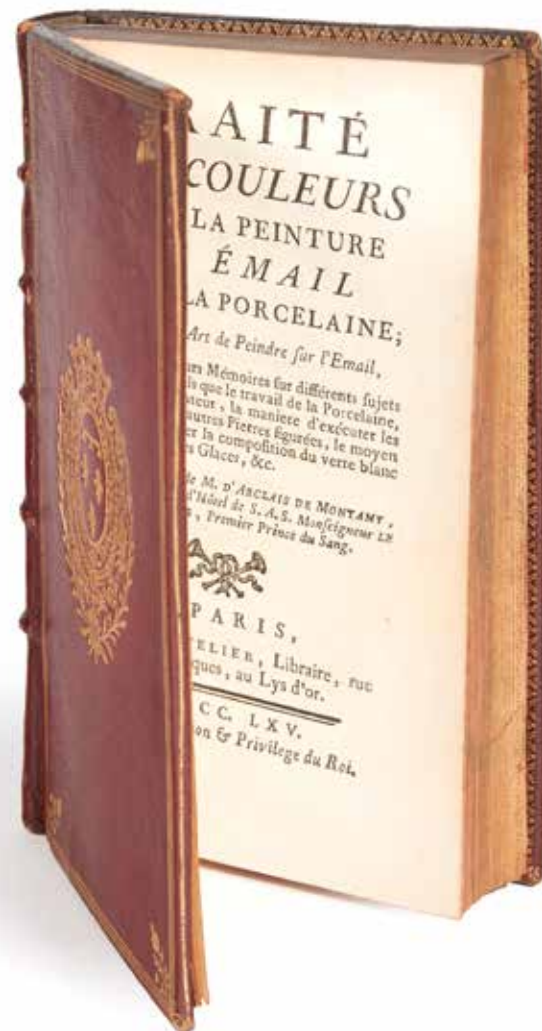 RAITÉ
COULEURS
LA PEINTURE
ÉMAIL
LA PORCELAINE;
Art de Peindre ſur l'Email,
Mémoires ſur différents ſujets
que le travail de la Porcelaine,
, la maniere d'exécuter les
autres Pierres figurées, le moyen
la compoſition du verre blanc
Glaces, &c.
de M. D'ARCLAIS DE MONTAMY,
d'Hôtel de S. A. S. Monſeigneur LE
, Premier Prince du Sang.
PARIS,
ELIER, Libraire, rue
ques, au Lys d'or.
CC. LXV.
on & Privilege du Roi.